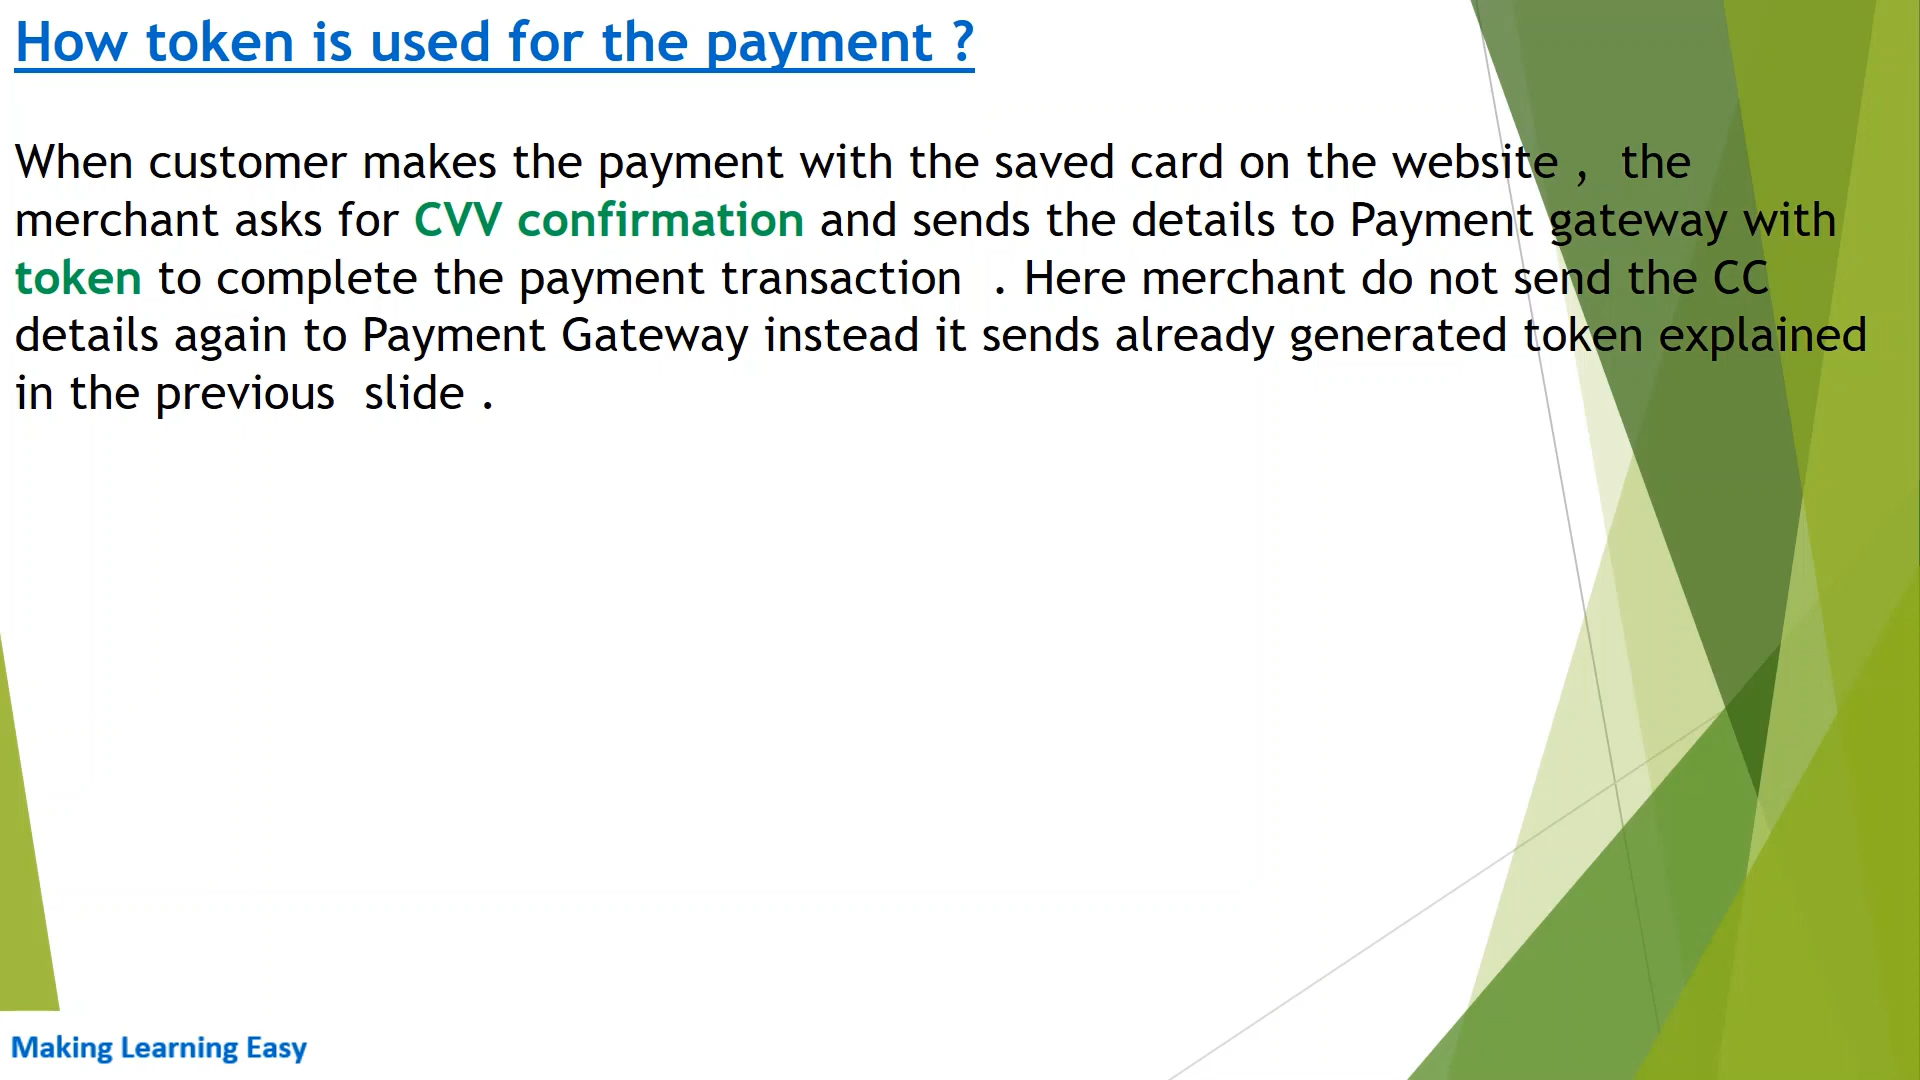 How token is used for the payment ?
When customer makes the payment with the saved card on the website ,  the
merchant asks for CVV confirmation and sends the details to Payment gateway with
token to complete the payment transaction  . Here merchant do not send the CC
details again to Payment Gateway instead it sends already generated token explained
in the previous  slide .
Making Learning Easy